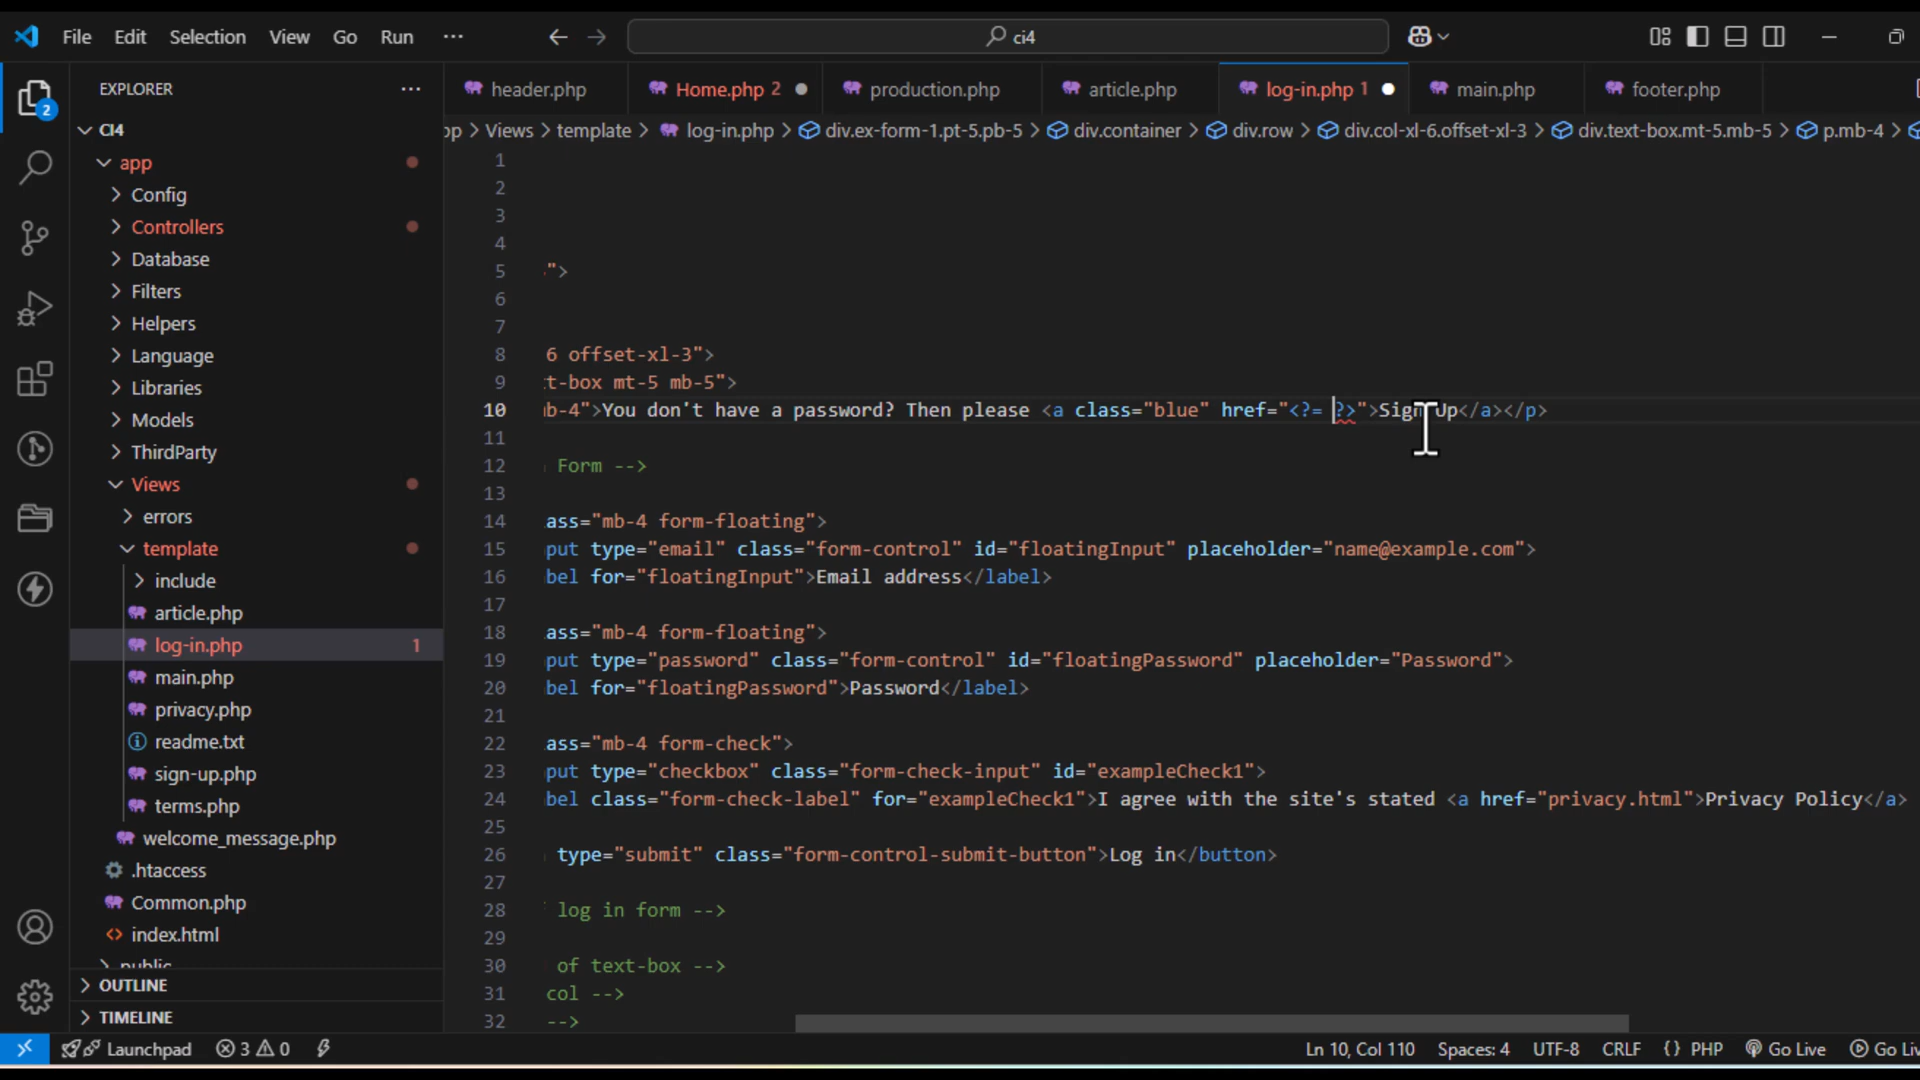 File Edit Selection View Go Run ··· ci4
EXPLORER ···
header.php Home.php 2 production.php article.php log-in.php 1 main.php footer.php
Views > template > log-in.php > div.ex-form-1.pt-5.pb-5 > div.container > div.row > div.col-xl-6.offset-xl-3 > div.text-box.mt-5.mb-5 > p.mb-4 >
2
CI4
app
Config
Controllers
Database
Filters
Helpers
Language
Libraries
Models
ThirdParty
Views
errors
template
include
article.php
log-in.php 1
main.php
privacy.php
readme.txt
sign-up.php
terms.php
welcome_message.php
.htaccess
Common.php
index.html
public
OUTLINE
TIMELINE
1
2
3
4
5 ">
6
7
8 6 offset-xl-3">
9 t-box mt-5 mb-5">
10 mb-4">You don't have a password? Then please <a class="blue" href="<?= ?>">Sign Up</a></p>
11
12 Form -->
13
14 ass="mb-4 form-floating">
15 put type="email" class="form-control" id="floatingInput" placeholder="name@example.com">
16 bel for="floatingInput">Email address</label>
17
18 ass="mb-4 form-floating">
19 put type="password" class="form-control" id="floatingPassword" placeholder="Password">
20 bel for="floatingPassword">Password</label>
21
22 ass="mb-4 form-check">
23 put type="checkbox" class="form-check-input" id="exampleCheck1">
24 bel class="form-check-label" for="exampleCheck1">I agree with the site's stated <a href="privacy.html">Privacy Policy</a>
25
26 type="submit" class="form-control-submit-button">Log in</button>
27
28 log in form -->
29
30 of text-box -->
31 col -->
32 -->
Launchpad 3 0 Ln 10, Col 110 Spaces: 4 UTF-8 CRLF {} PHP Go Live Go